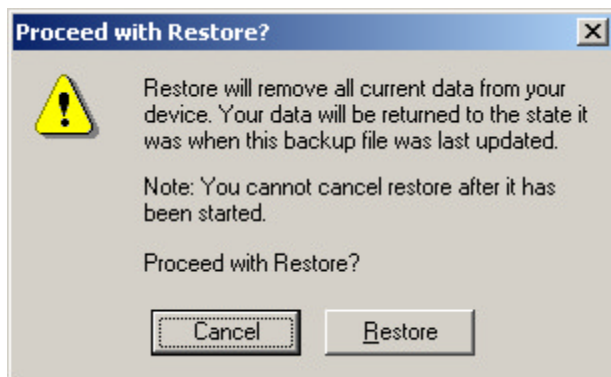 Proceed with Restore?
Restore will remove all current data from your
device. Your data will be returned to the state it
was when this backup file was last updated.
Note: You cannot cancel restore after it has
been started.
Proceed with Restore?
Cancel
Restore